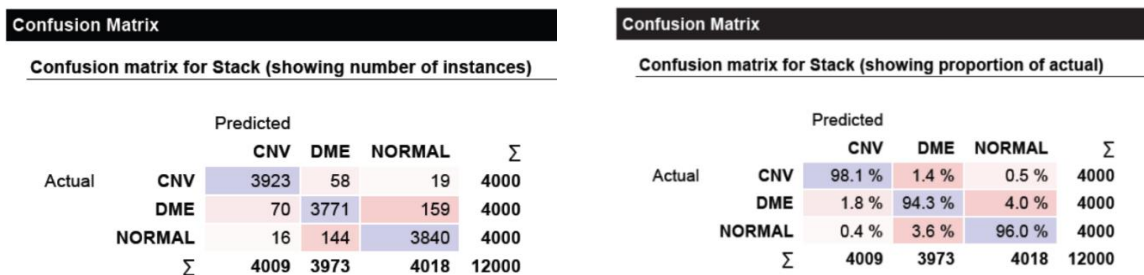 Confusion Matrix
Confusion matrix for Stack (showing number of instances)
Predicted
CNV DME NORMAL Σ
Actual CNV 3923 58 19 4000
DME 70 3771 159 4000
NORMAL 16 144 3840 4000
Σ 4009 3973 4018 12000
Confusion Matrix
Confusion matrix for Stack (showing proportion of actual)
Predicted
CNV DME NORMAL Σ
Actual CNV 98.1 % 1.4 % 0.5 % 4000
DME 1.8 % 94.3 % 4.0 % 4000
NORMAL 0.4 % 3.6 % 96.0 % 4000
Σ 4009 3973 4018 12000